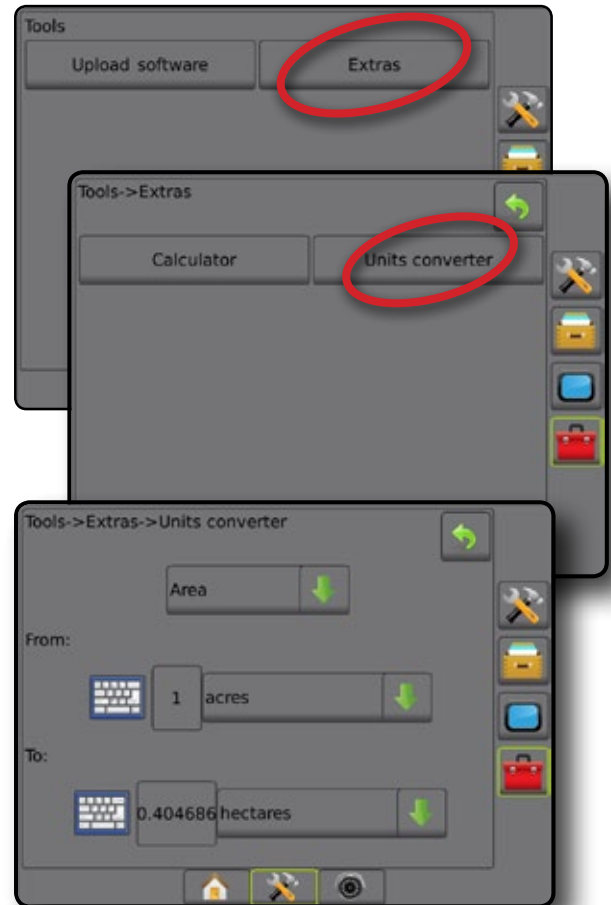 Tools
Upload software Extras
Tools->Extras
Calculator Units converter
Tools->Extras->Units converter
Area
From:
1 acres
To:
0.404686 hectares